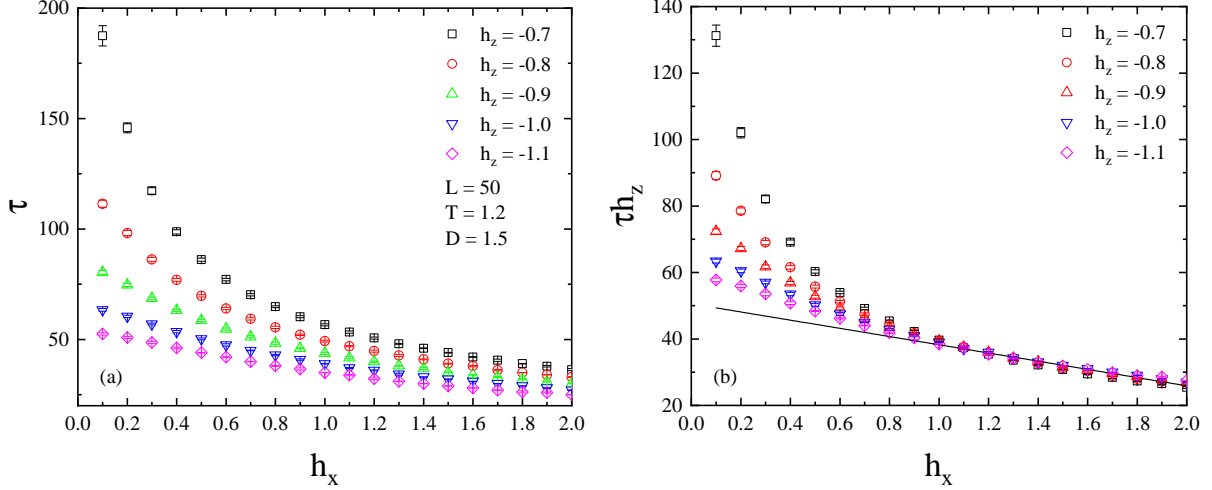 200
150
100
50
τ
0.0 0.2 0.4 0.6 0.8 1.0 1.2 1.4 1.6 1.8 2.0
h_x
(a)
h_z = -0.7
h_z = -0.8
h_z = -0.9
h_z = -1.0
h_z = -1.1
L = 50
T = 1.2
D = 1.5
140
120
100
80
60
40
20
τh_z
0.0 0.2 0.4 0.6 0.8 1.0 1.2 1.4 1.6 1.8 2.0
h_x
(b)
h_z = -0.7
h_z = -0.8
h_z = -0.9
h_z = -1.0
h_z = -1.1